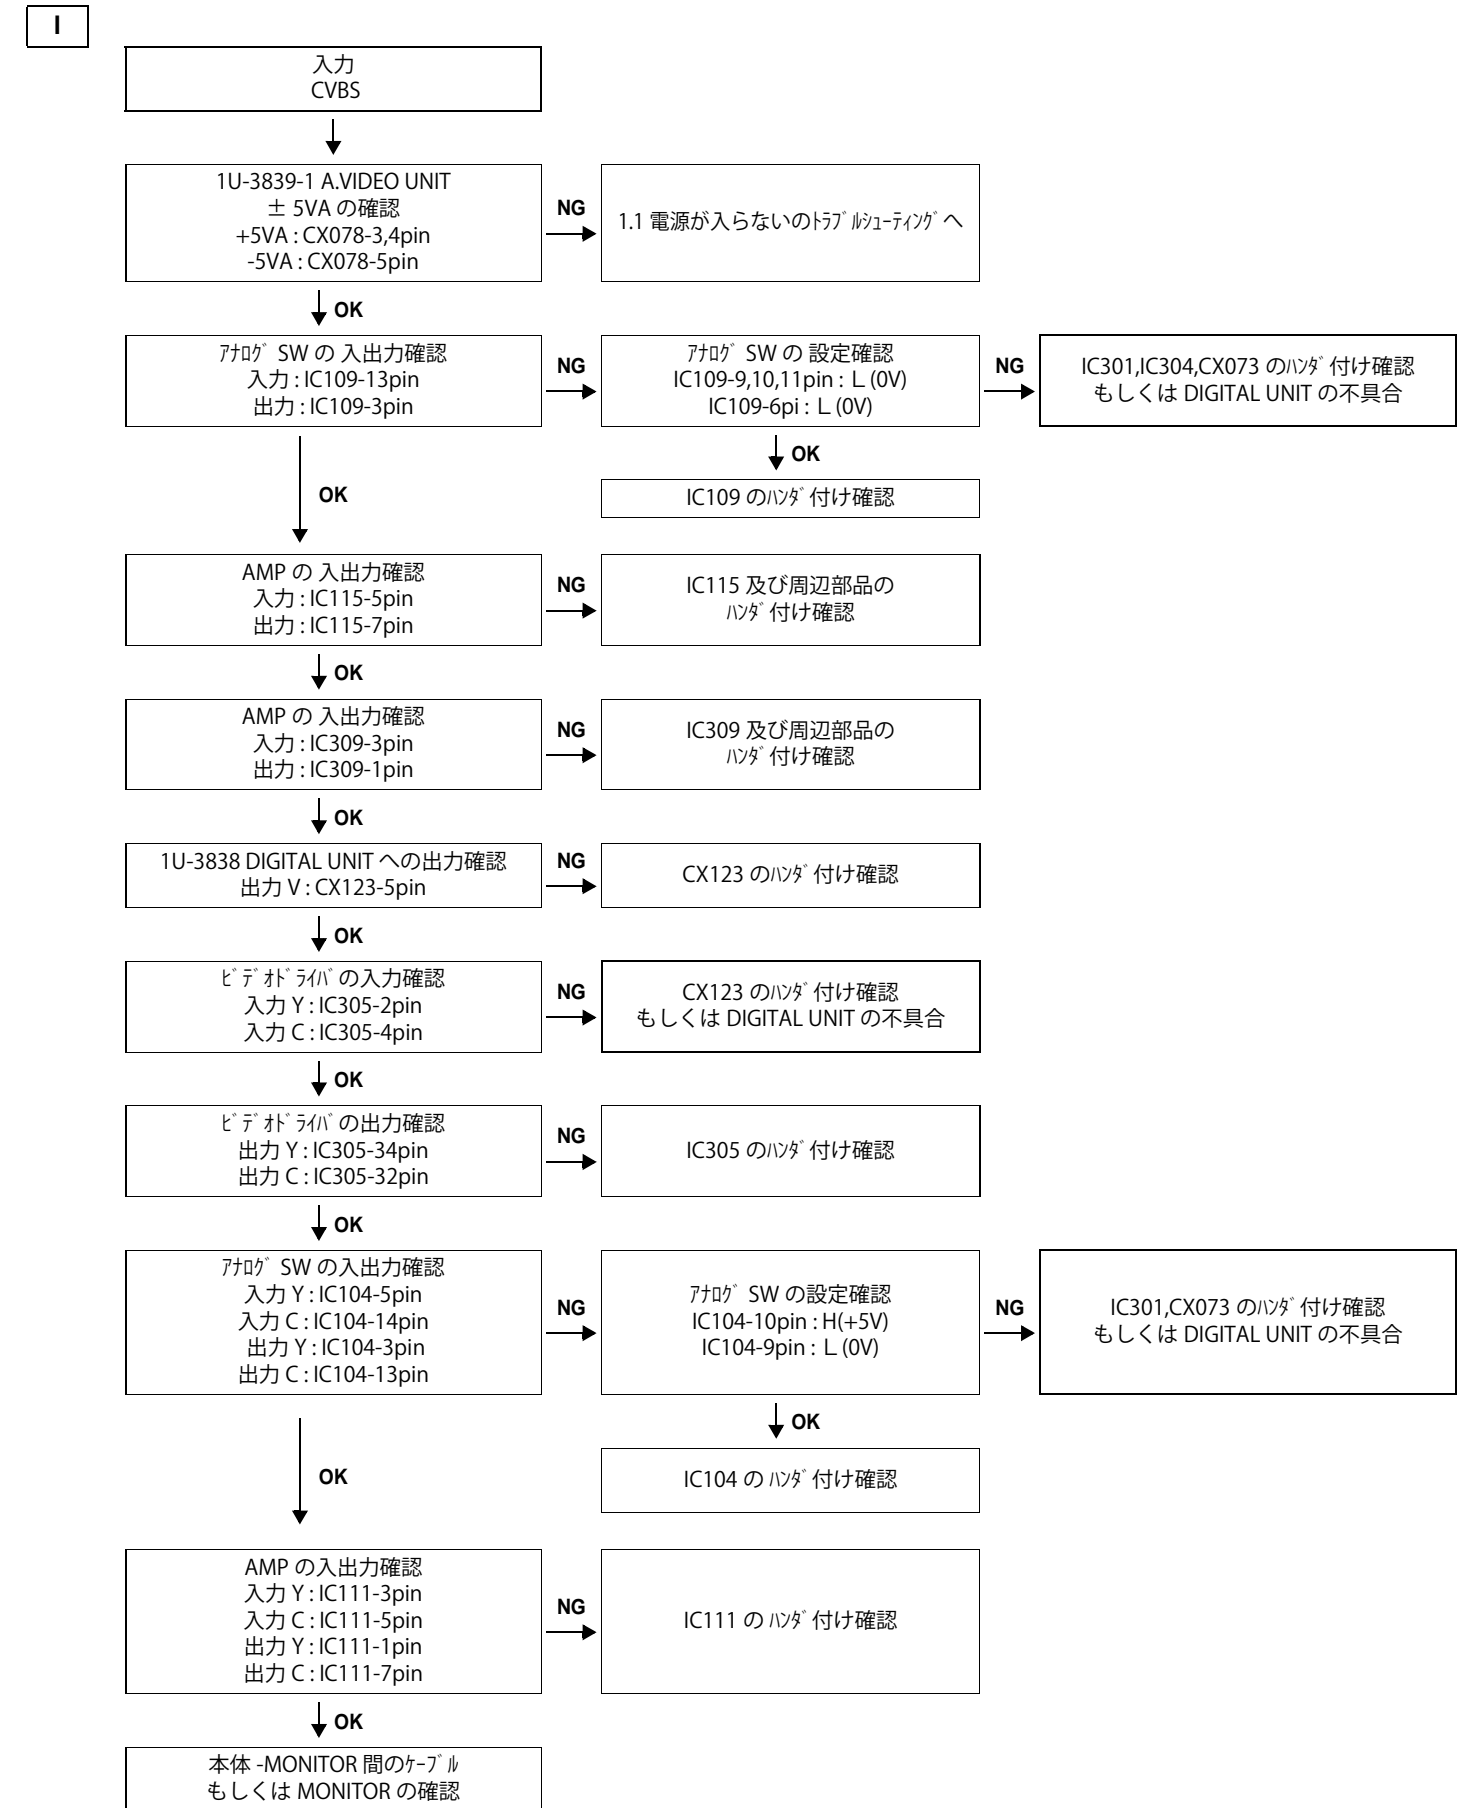 I
入力
CVBS
1U-3839-1 A.VIDEO UNIT
± 5VA の確認
+5VA : CX078-3,4pin
-5VA : CX078-5pin
NG
1.1 電源が入らないのﾄﾗﾌﾞﾙｼｭｰﾃｨﾝｸﾞへ
OK
ｱﾅﾛｸﾞ SW の 入出力確認
入力 : IC109-13pin
出力 : IC109-3pin
NG
ｱﾅﾛｸﾞ SW の 設定確認
IC109-9,10,11pin : L (0V)
IC109-6pi : L (0V)
NG
IC301,IC304,CX073 のﾊﾝﾀﾞ付け確認
もしくは DIGITAL UNIT の不具合
OK
IC109 のﾊﾝﾀﾞ付け確認
OK
AMP の 入出力確認
入力 : IC115-5pin
出力 : IC115-7pin
NG
IC115 及び周辺部品の
ﾊﾝﾀﾞ付け確認
OK
AMP の 入出力確認
入力 : IC309-3pin
出力 : IC309-1pin
NG
IC309 及び周辺部品の
ﾊﾝﾀﾞ付け確認
OK
1U-3838 DIGITAL UNIT への出力確認
出力 V : CX123-5pin
NG
CX123 のﾊﾝﾀﾞ付け確認
OK
ﾋﾞﾃﾞｵﾄﾞﾗｲﾊﾞの入力確認
入力 Y : IC305-2pin
入力 C : IC305-4pin
NG
CX123 のﾊﾝﾀﾞ付け確認
もしくは DIGITAL UNIT の不具合
OK
ﾋﾞﾃﾞｵﾄﾞﾗｲﾊﾞの出力確認
出力 Y : IC305-34pin
出力 C : IC305-32pin
NG
IC305 のﾊﾝﾀﾞ付け確認
OK
ｱﾅﾛｸﾞ SW の入出力確認
入力 Y : IC104-5pin
入力 C : IC104-14pin
出力 Y : IC104-3pin
出力 C : IC104-13pin
NG
ｱﾅﾛｸﾞ SW の設定確認
IC104-10pin : H(+5V)
IC104-9pin : L (0V)
NG
IC301,CX073 のﾊﾝﾀﾞ付け確認
もしくは DIGITAL UNIT の不具合
OK
IC104 の ﾊﾝﾀﾞ付け確認
OK
AMP の入出力確認
入力 Y : IC111-3pin
入力 C : IC111-5pin
出力 Y : IC111-1pin
出力 C : IC111-7pin
NG
IC111 の ﾊﾝﾀﾞ付け確認
OK
本体 -MONITOR 間のｹｰﾌﾞﾙ
もしくは MONITOR の確認